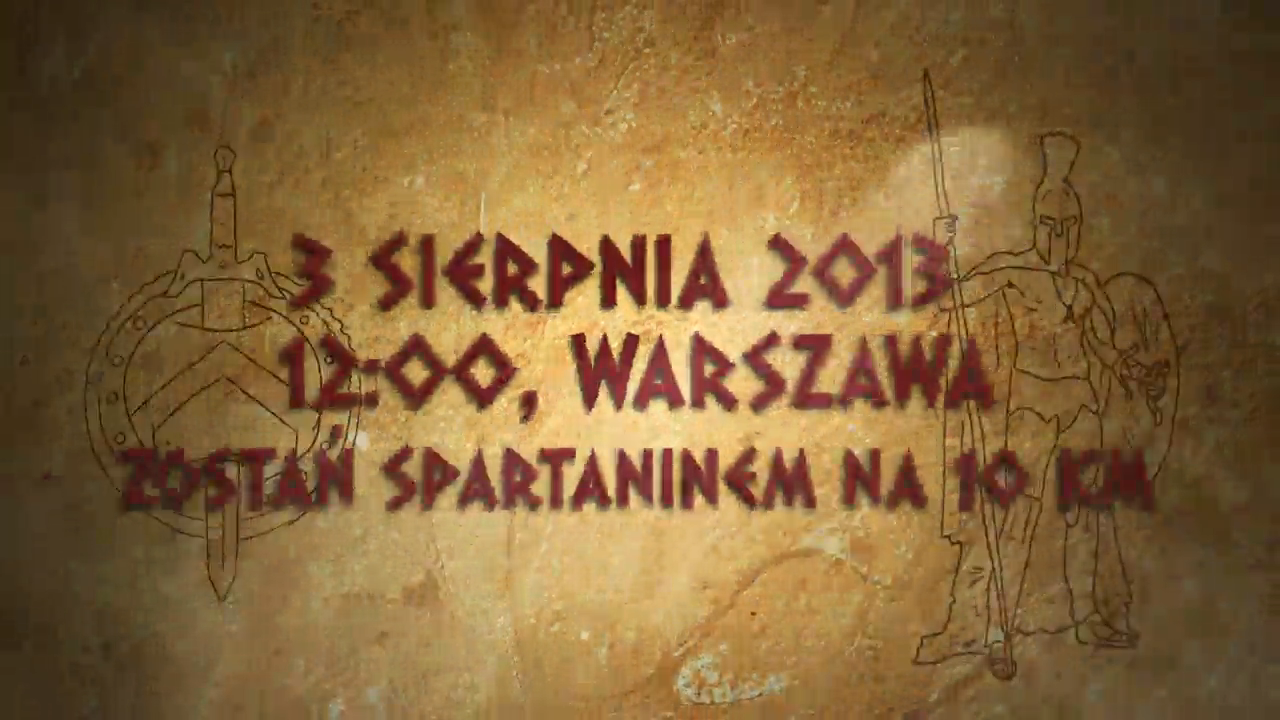 3 SIERPNIA 2013
12:00, WARSZAWA
ZOSTAŃ SPARTANINEM NA 10 KM